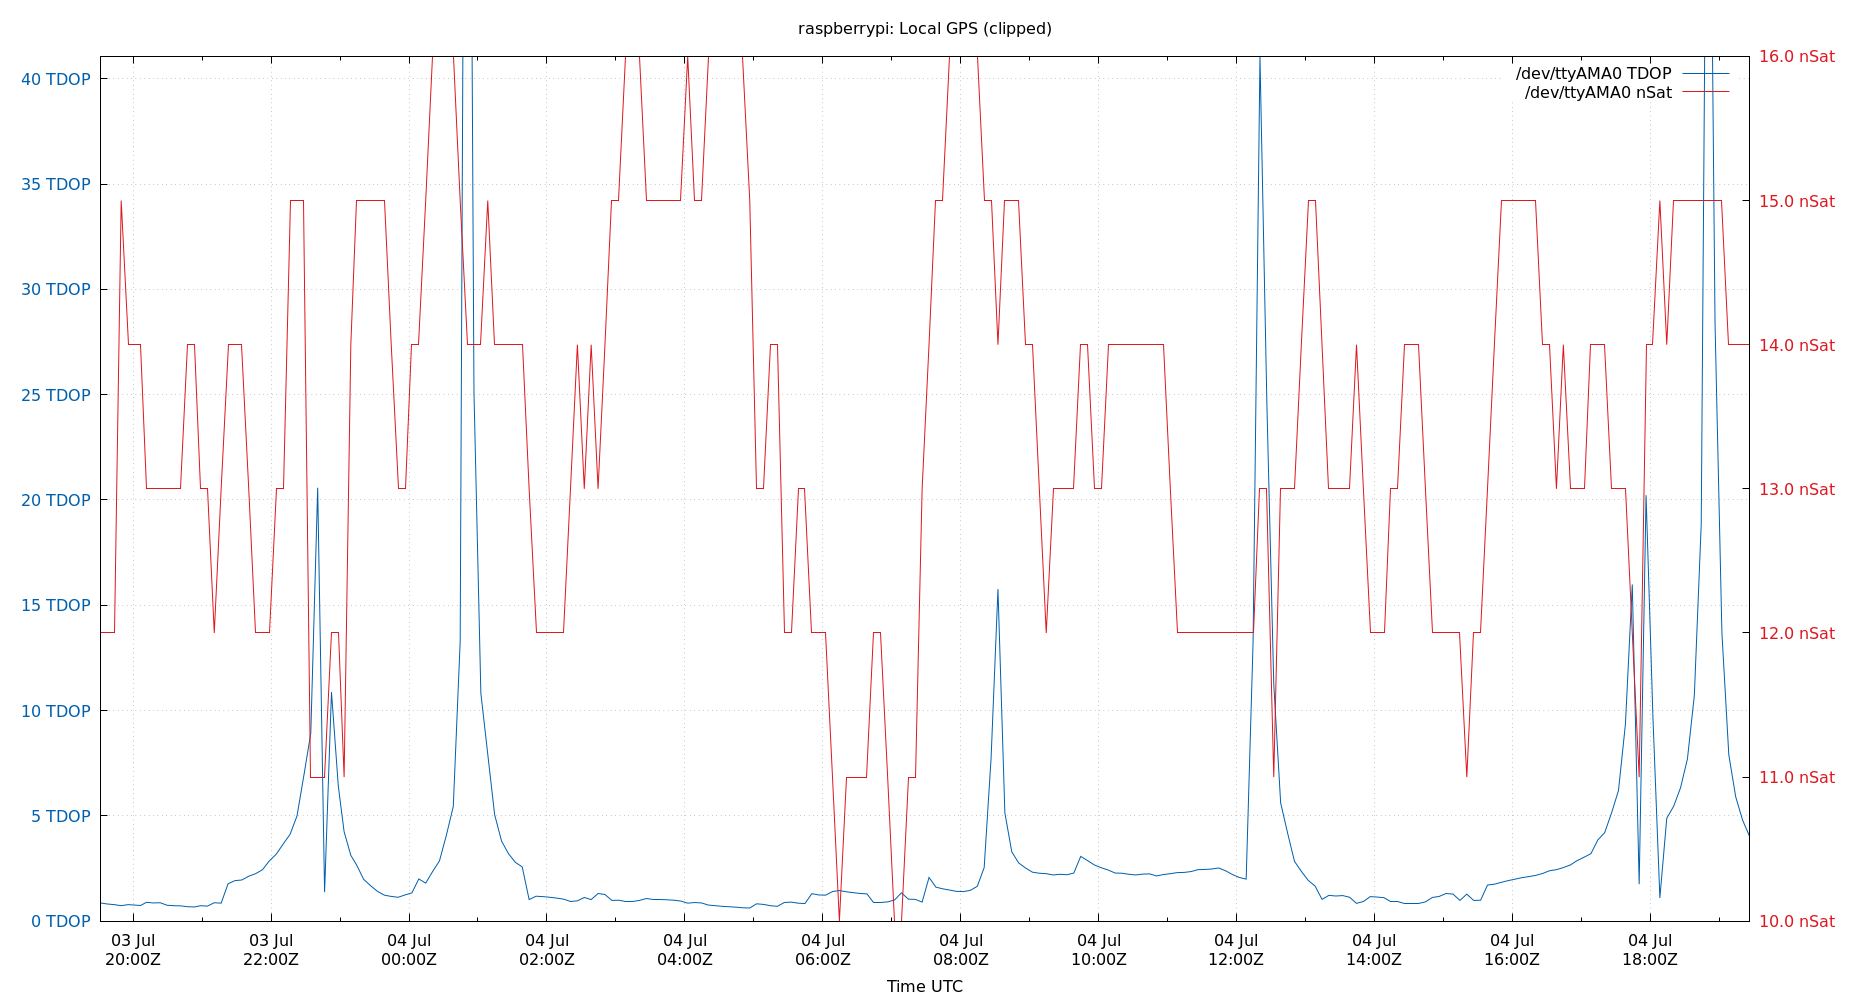 raspberrypi: Local GPS (clipped)
40 TDOP
35 TDOP
30 TDOP
25 TDOP
20 TDOP
15 TDOP
10 TDOP
5 TDOP
0 TDOP
16.0 nSat
15.0 nSat
14.0 nSat
13.0 nSat
12.0 nSat
11.0 nSat
10.0 nSat
/dev/ttyAMA0 TDOP
/dev/ttyAMA0 nSat
03 Jul
20:00Z
03 Jul
22:00Z
04 Jul
00:00Z
04 Jul
02:00Z
04 Jul
04:00Z
04 Jul
06:00Z
04 Jul
08:00Z
04 Jul
10:00Z
04 Jul
12:00Z
04 Jul
14:00Z
04 Jul
16:00Z
04 Jul
18:00Z
Time UTC